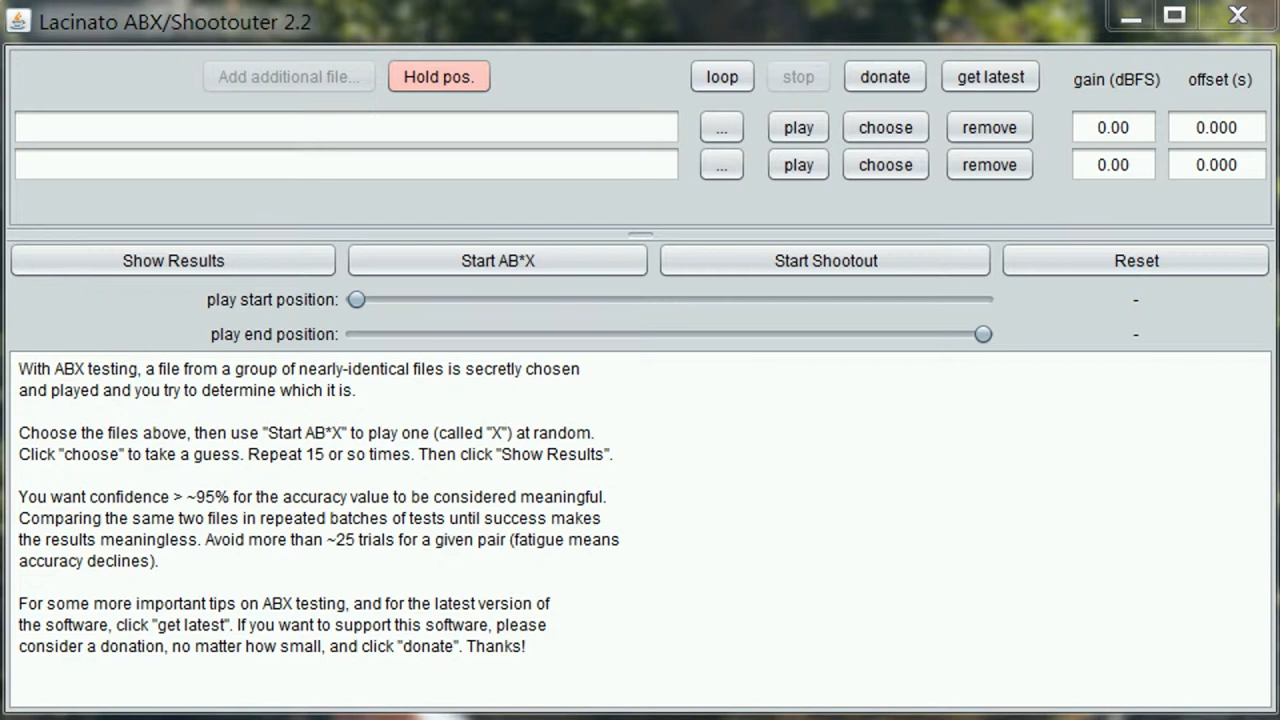 Lacinato ABX/Shootouter 2.2
Add additional file... Hold pos. loop stop donate get latest gain (dBFS) offset (s)
... play choose remove 0.00 0.000
... play choose remove 0.00 0.000
Show Results Start AB*X Start Shootout Reset
play start position: -
play end position: -
With ABX testing, a file from a group of nearly-identical files is secretly chosen
and played and you try to determine which it is.
Choose the files above, then use "Start AB*X" to play one (called "X") at random.
Click "choose" to take a guess. Repeat 15 or so times. Then click "Show Results".
You want confidence > ~95% for the accuracy value to be considered meaningful.
Comparing the same two files in repeated batches of tests until success makes
the results meaningless. Avoid more than ~25 trials for a given pair (fatigue means
accuracy declines).
For some more important tips on ABX testing, and for the latest version of
the software, click "get latest". If you want to support this software, please
consider a donation, no matter how small, and click "donate". Thanks!